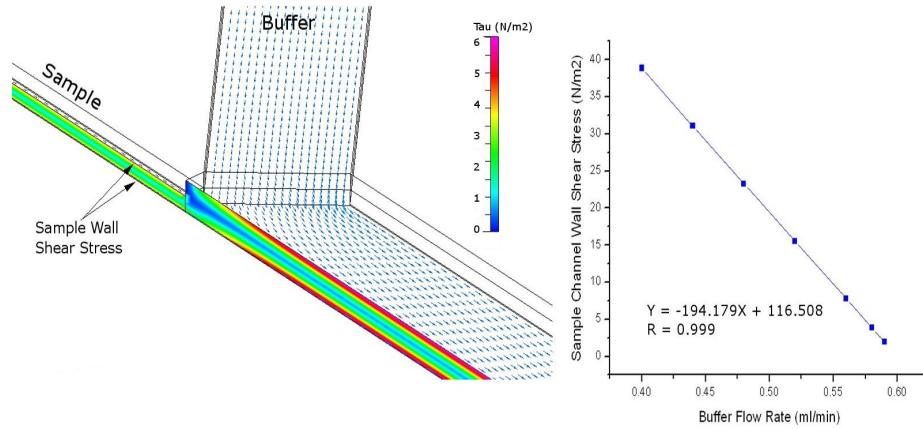 Buffer
Tau (N/m2)
6
5
4
3
2
1
0
Sample
Sample Wall
Shear Stress
Sample Channel Wall Shear Stress (N/m2)
40
35
30
25
20
15
10
5
0
Y = -194.179X + 116.508
R = 0.999
0.40
0.45
0.50
0.55
0.60
Buffer Flow Rate (ml/min)